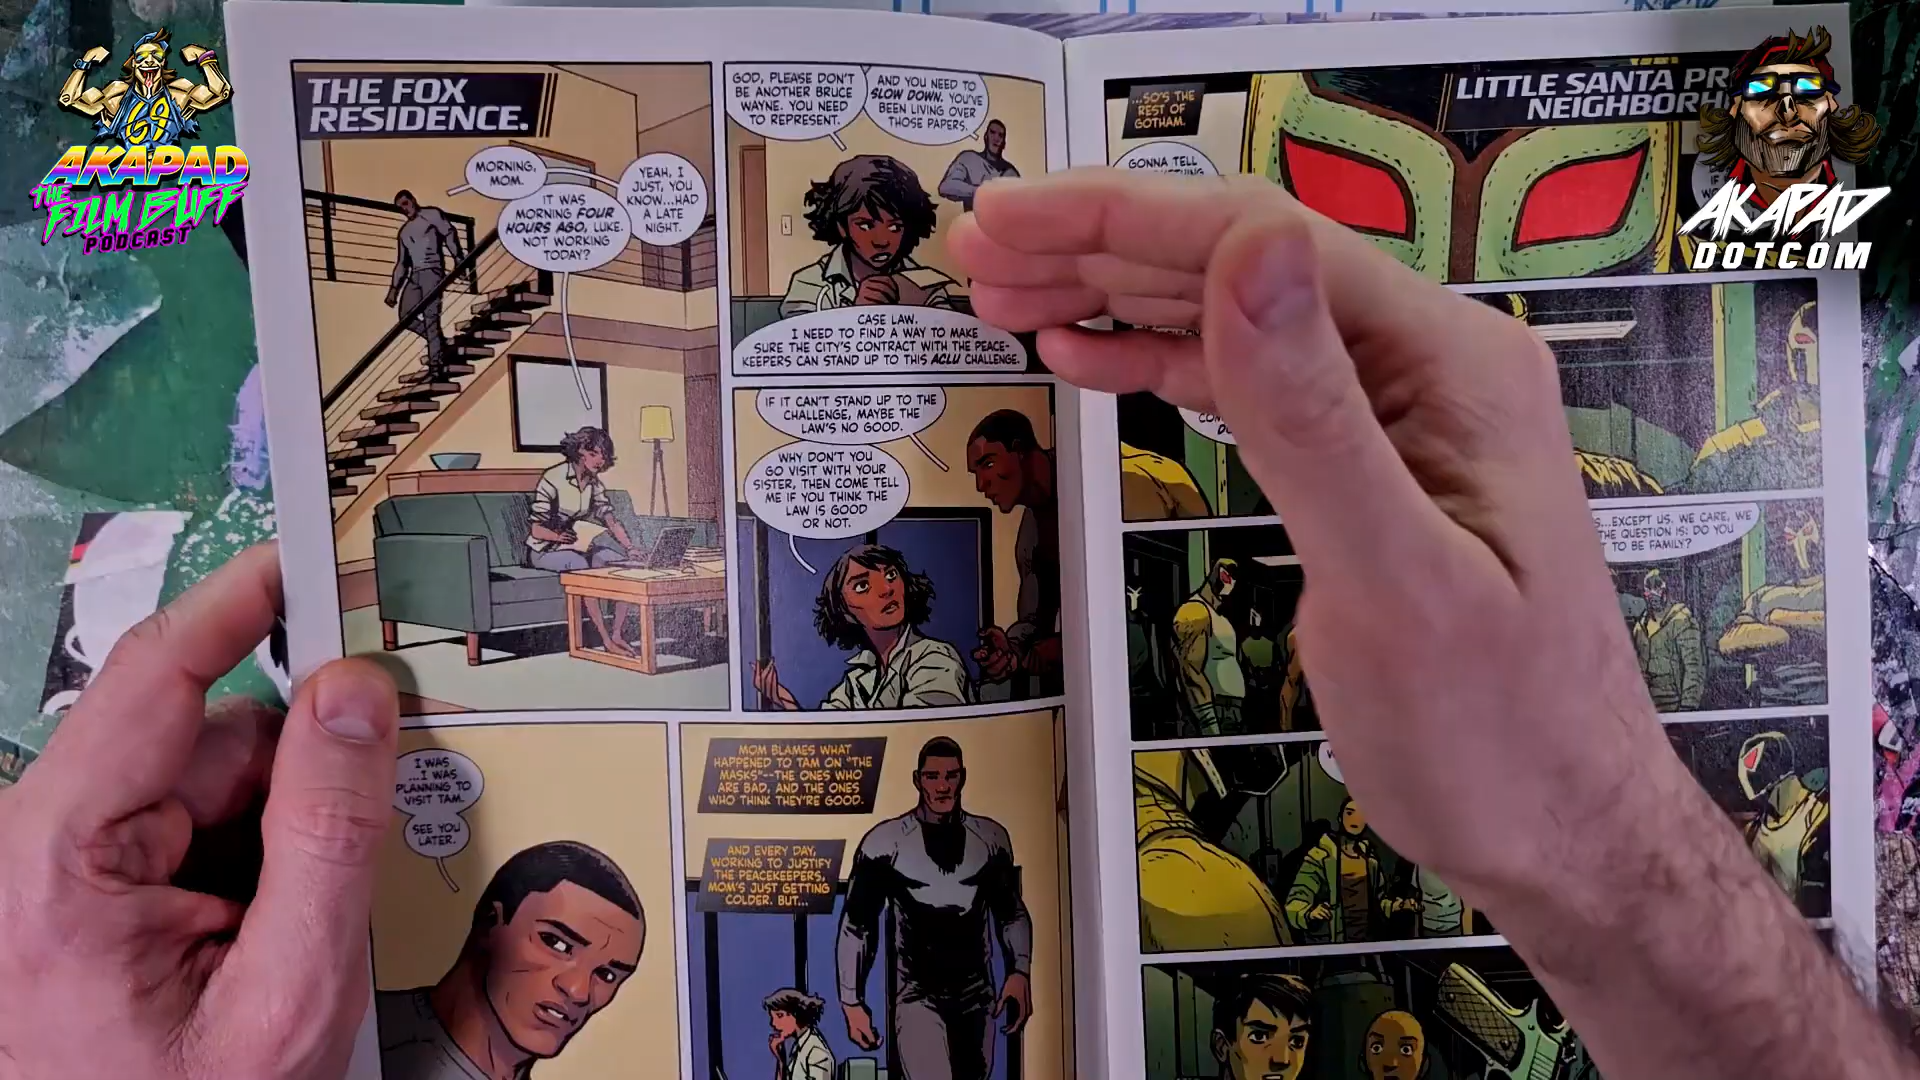 AKAPAD
THE
FILM BUFF
PODCAST
THE FOX
RESIDENCE.
MORNING,
MOM.
IT WAS
MORNING FOUR
HOURS AGO, LUKE.
NOT WORKING
TODAY?
YEAH, I
JUST, YOU
KNOW...HAD
A LATE
NIGHT.
GOD, PLEASE DON'T
BE ANOTHER BRUCE
WAYNE. YOU NEED
TO REPRESENT.
AND YOU NEED TO
SLOW DOWN. YOU'VE
BEEN LIVING OVER
THOSE PAPERS.
CASE LAW.
I NEED TO FIND A WAY TO MAKE
SURE THE CITY'S CONTRACT WITH THE PEACE-
KEEPERS CAN STAND UP TO THIS ACLU CHALLENGE.
IF IT CAN'T STAND UP TO THE
CHALLENGE, MAYBE THE
LAW'S NO GOOD.
WHY DON'T YOU
GO VISIT WITH YOUR
SISTER, THEN COME TELL
ME IF YOU THINK THE
LAW IS GOOD
OR NOT.
I WAS
...I WAS
PLANNING TO
VISIT TAM.
SEE YOU
LATER.
MOM BLAMES WHAT
HAPPENED TO TAM ON "THE
MASKS"--THE ONES WHO
ARE BAD, AND THE ONES
WHO THINK THEY'RE GOOD.
AND EVERY DAY,
WORKING TO JUSTIFY
THE PEACEKEEPERS,
MOM'S JUST GETTING
COLDER. BUT...
...SO'S THE
REST OF
GOTHAM.
LITTLE SANTA
GONNA TELL
...EXCEPT US. WE CARE, WE
THE QUESTION IS: DO YOU
TO BE FAMILY?
AKAPAD
DOTCOM